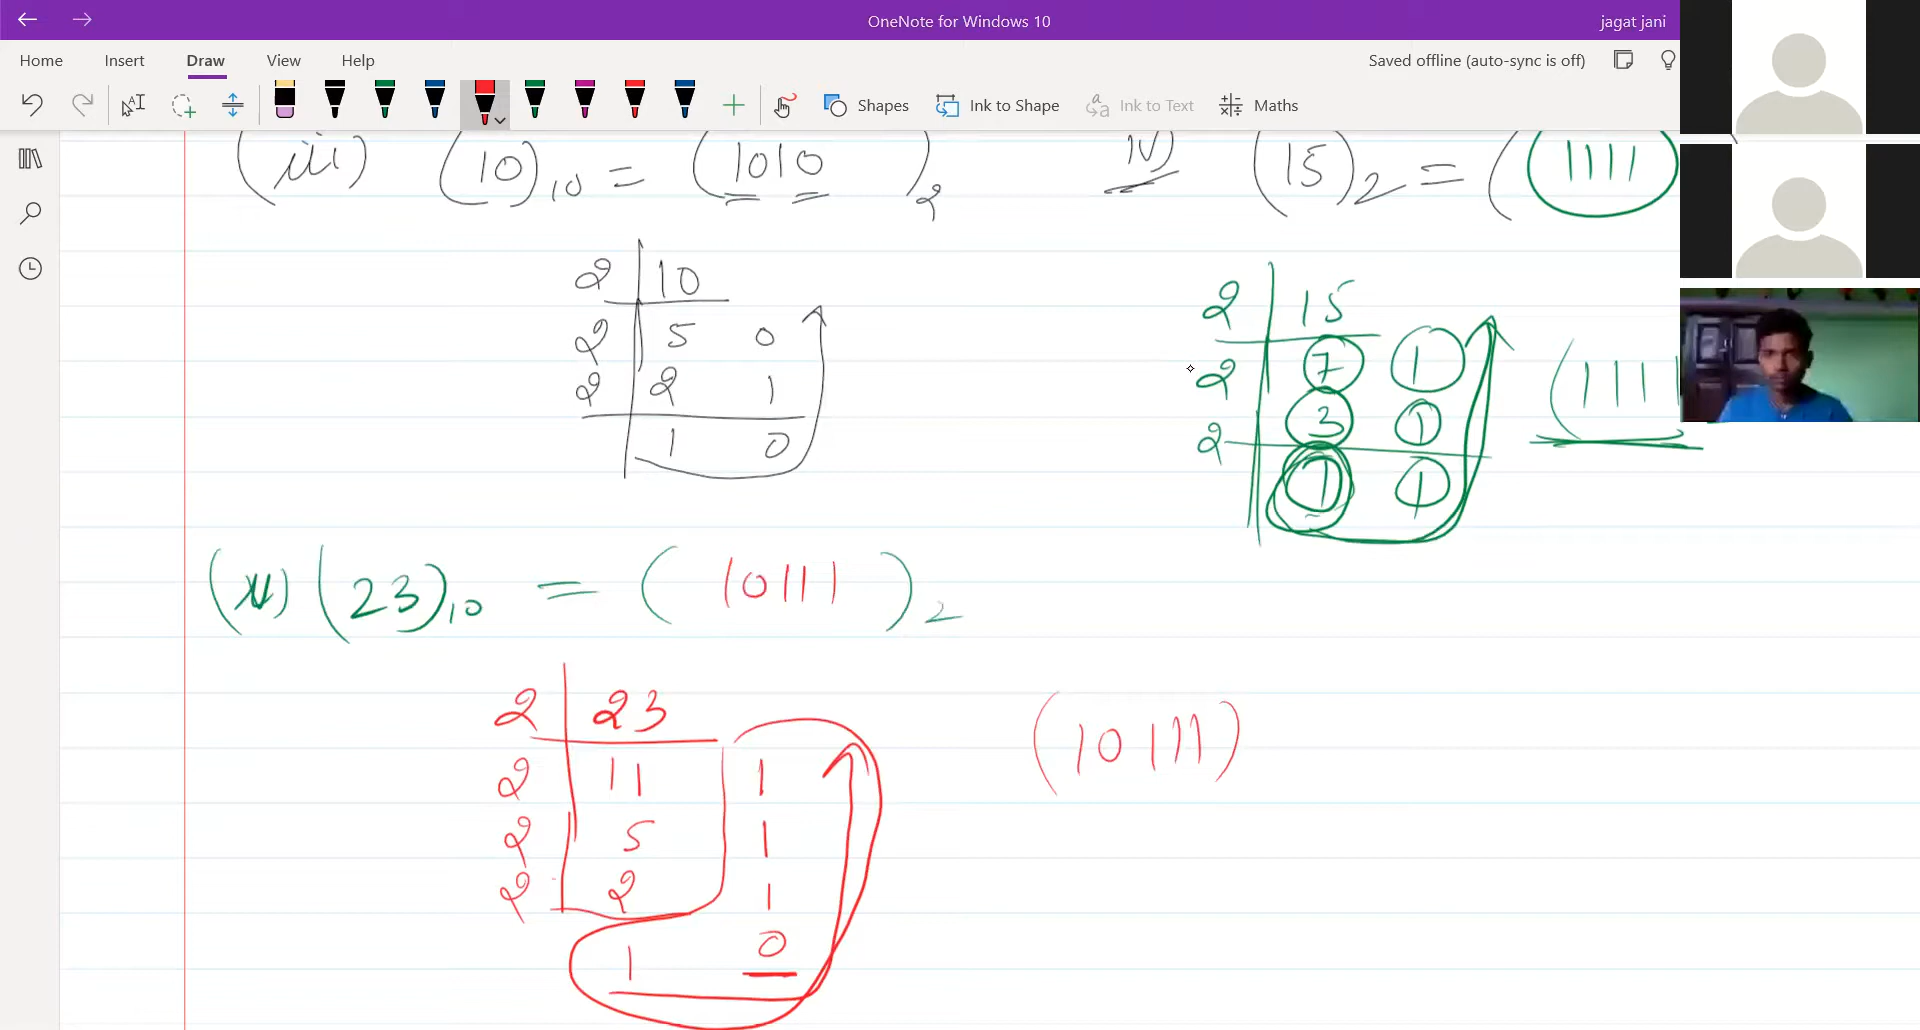 OneNote for Windows 10
jagat jani
Home Insert Draw View Help
Saved offline (auto-sync is off)
Shapes Ink to Shape Ink to Text Maths
(iii) (10)10 = (1010)2
IV) (15)2 = (1111
2 | 10
2 | 5 0
2 | 2 1
1 0
2 | 15
2 | 7 1
2 | 3 1
1 1
(1111
(V) (23)10 = (10111)2
2 | 23
2 | 11 1
2 | 5 1
2 | 2 1
1 0
(10111)